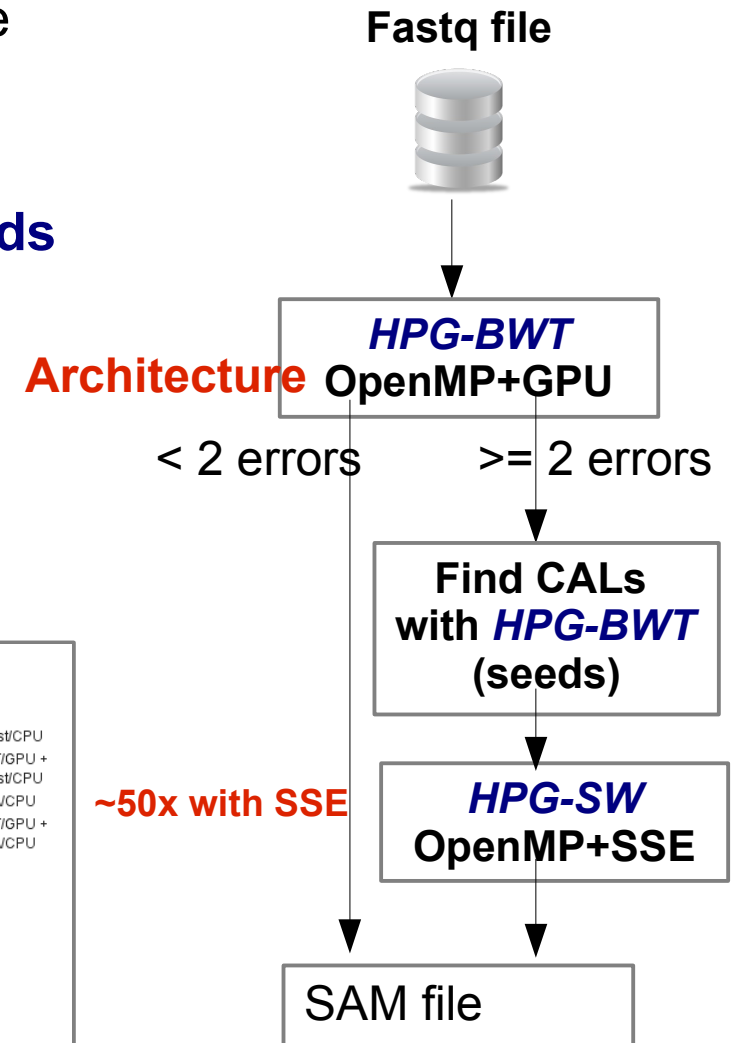 Fastq file
HPG-BWT
Architecture OpenMP+GPU
< 2 errors >= 2 errors
Find CALs
with HPG-BWT
(seeds)
~50x with SSE
HPG-SW
OpenMP+SSE
SAM file